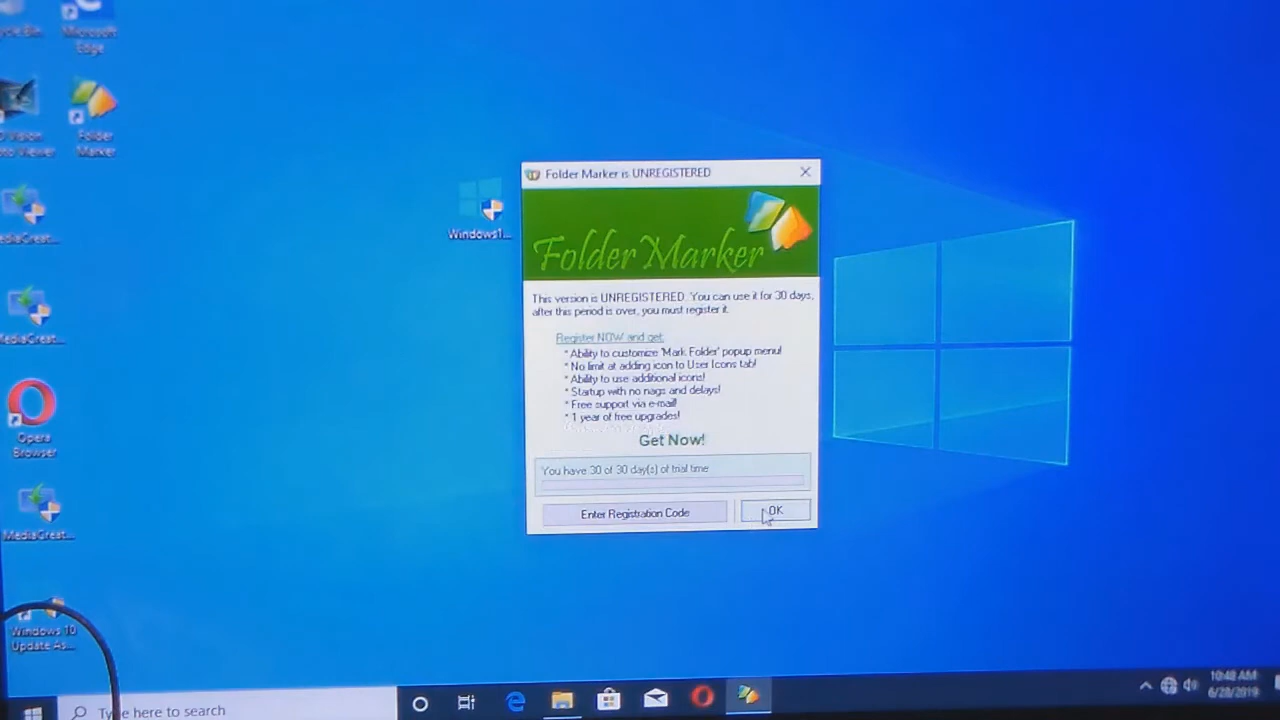 Microsoft
Edge
Folder
Marker
Windows1...
MediaCreat...
Opera
Browser
MediaCreat...
Windows 10
Update As...
Folder Marker is UNREGISTERED
Folder Marker
This version is UNREGISTERED. You can use it for 30 days,
after this period is over, you must register it.
Register NOW and get:
* Ability to customize 'Mark Folder' popup menu!
* No limit at adding icon to User Icons tab!
* Ability to use additional icons!
* Startup with no nags and delays!
* Free support via e-mail!
* 1 year of free upgrades!
Get Now!
You have 30 of 30 day(s) of trial time
Enter Registration Code
OK
Type here to search
10:48 AM
6/28/2019